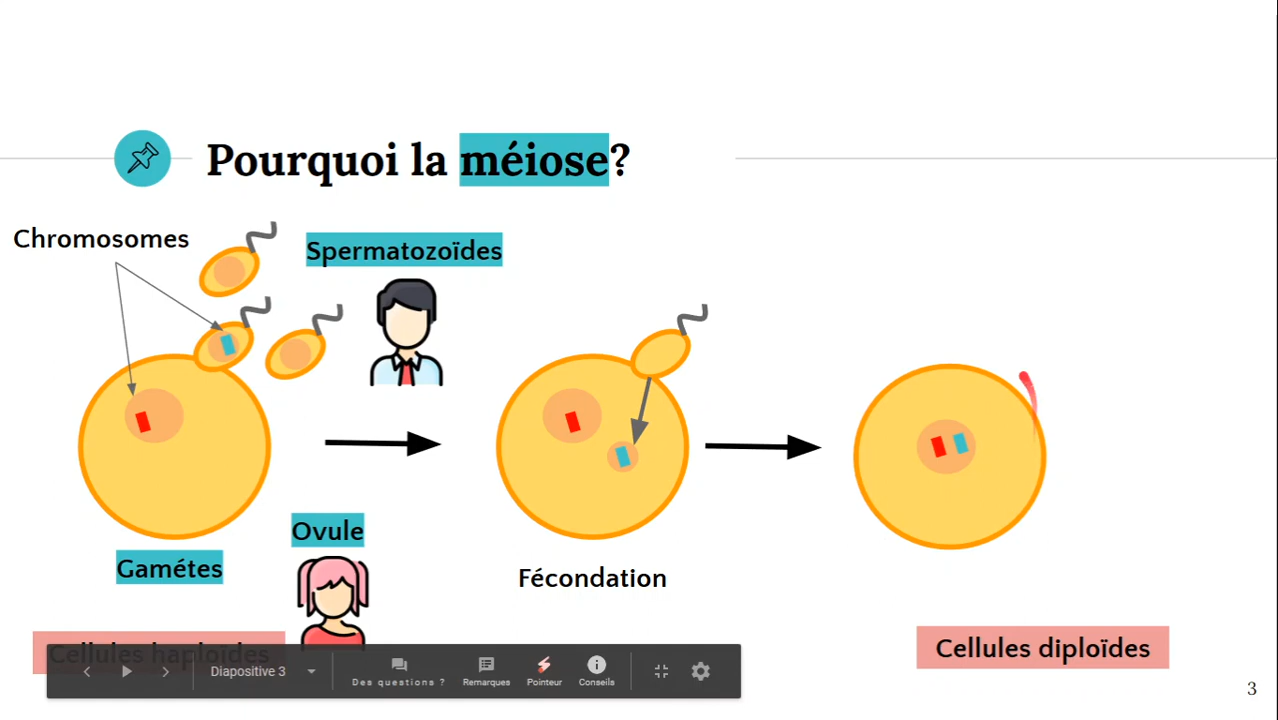 Pourquoi la méiose?
Chromosomes
Spermatozoïdes
Ovule
Gamétes
Fécondation
Cellules haploïdes
Cellules diploïdes
Diapositive 3
Des questions ?
Remarques
Pointeur
Conseils
3